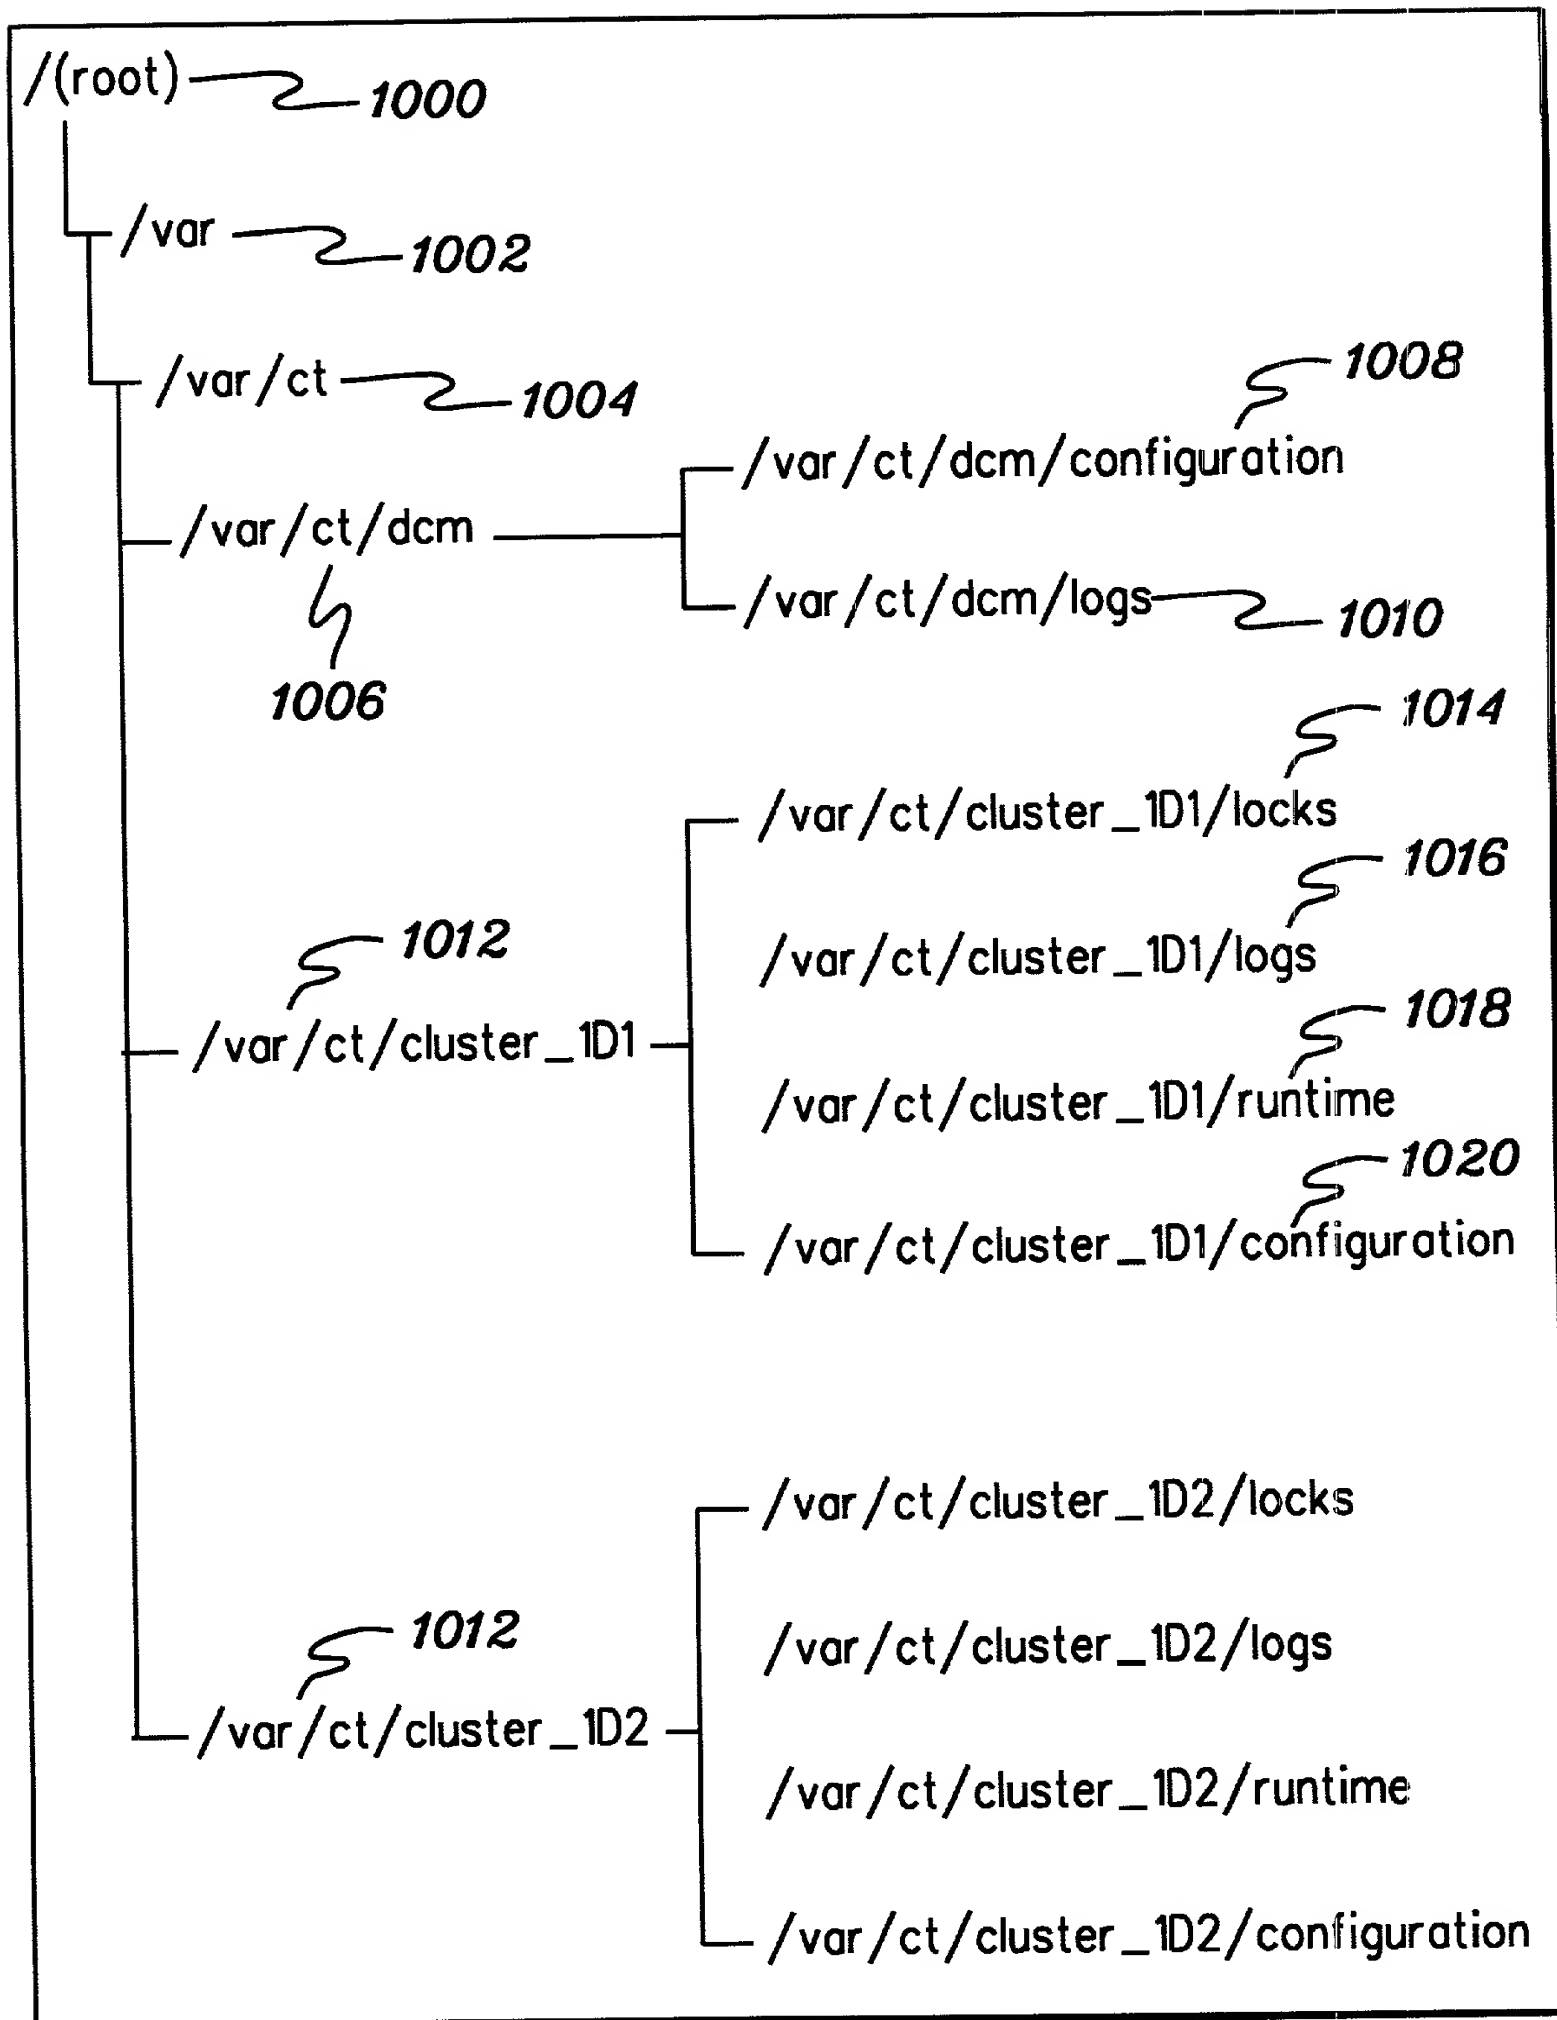 /(root) 1000
/var 1002
/var/ct 1004
1008
/var/ct/dcm/configuration
/var/ct/dcm
/var/ct/dcm/logs 1010
1006
1014
/var/ct/cluster_1D1/locks
1016
/var/ct/cluster_1D1/logs
1012
1018
/var/ct/cluster_1D1
/var/ct/cluster_1D1/runtime
1020
/var/ct/cluster_1D1/configuration
/var/ct/cluster_1D2/locks
1012
/var/ct/cluster_1D2/logs
/var/ct/cluster_1D2
/var/ct/cluster_1D2/runtime
/var/ct/cluster_1D2/configuration